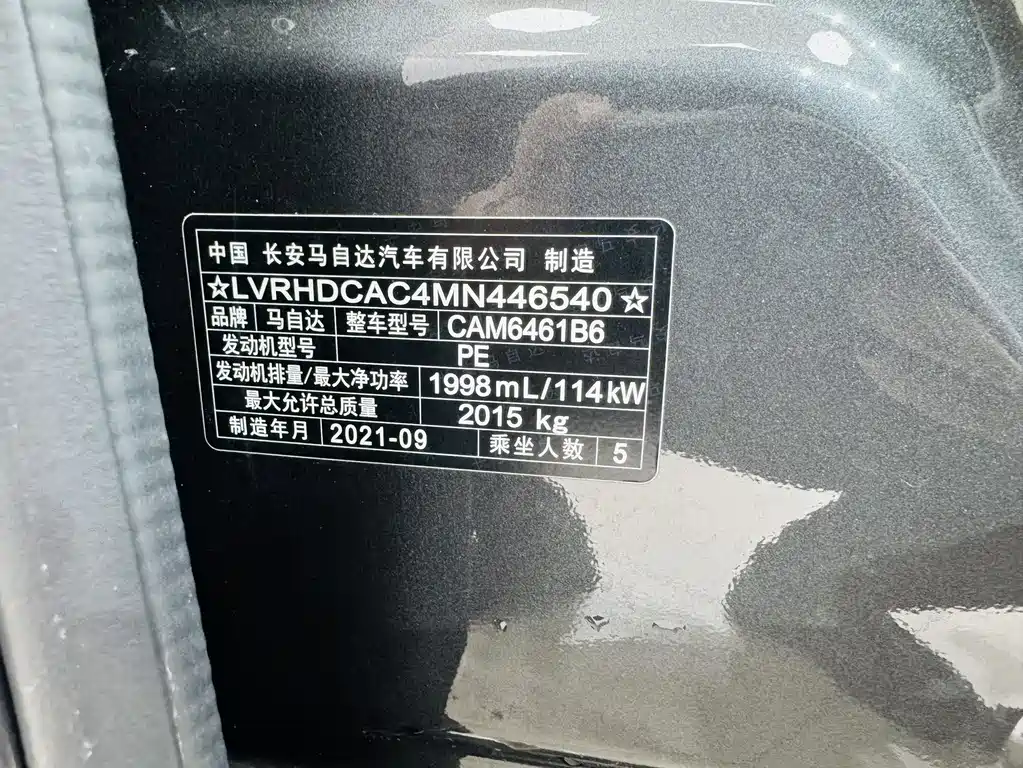 中国 长安马自达汽车有限公司 制造
☆LVRHDCAC4MN446540☆
品牌 马自达 整车型号 CAM6461B6
发动机型号 PE
发动机排量/最大净功率 1998mL/114kW
最大允许总质量 2015 kg
制造年月 2021-09 乘坐人数 5